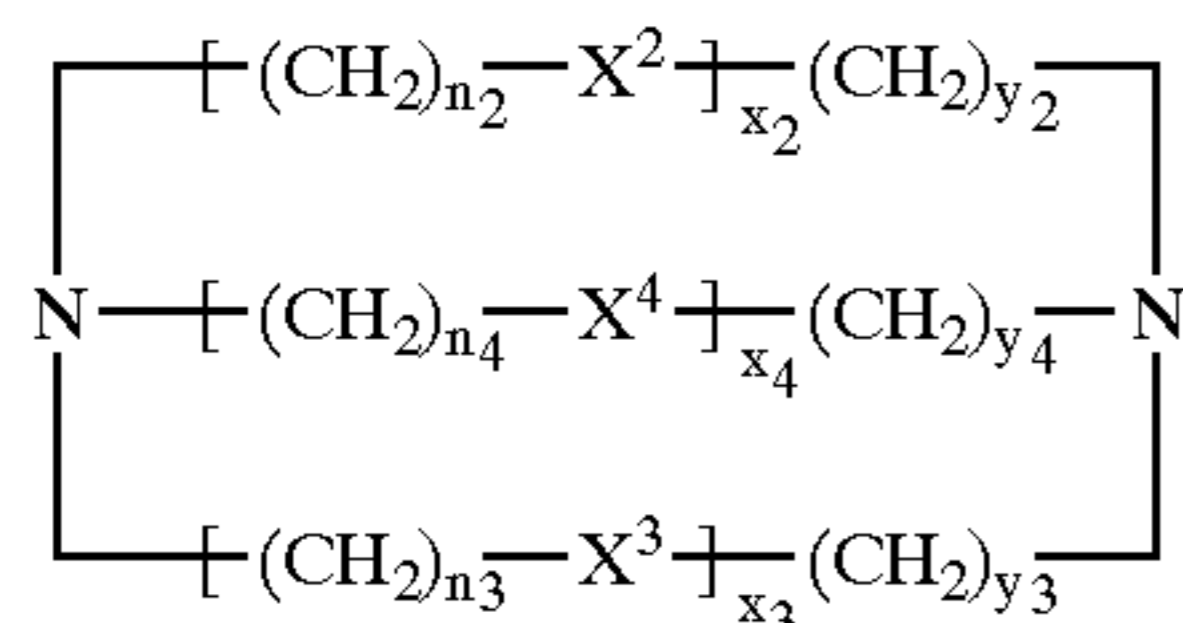 [ (CH₂)n₂ — X² ]x₂ (CH₂)y₂
N [ (CH₂)n₄ — X⁴ ]x₄ (CH₂)y₄ — N
[ (CH₂)n₃ — X³ ]x₃ (CH₂)y₃